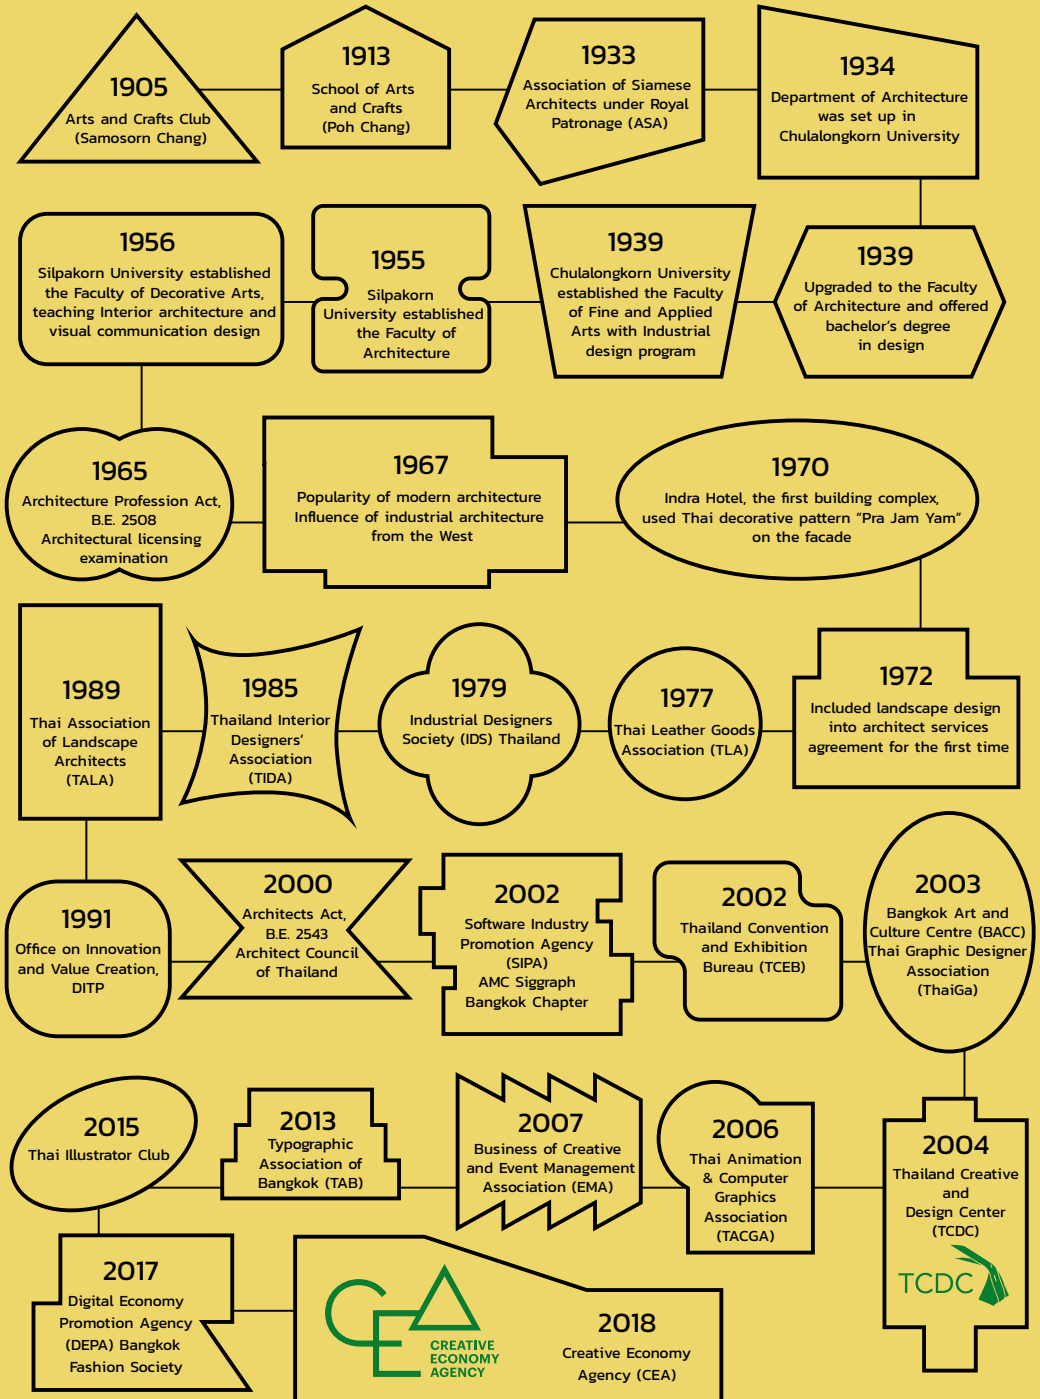 1905
Arts and Crafts Club
(Samosorn Chang)
1913
School of Arts
and Crafts
(Poh Chang)
1933
Association of Siamese
Architects under Royal
Patronage (ASA)
1934
Department of Architecture
was set up in
Chulalongkorn University
1939
Upgraded to the Faculty
of Architecture and offered
bachelor's degree
in design
1939
Chulalongkorn University
established the Faculty
of Fine and Applied
Arts with Industrial
design program
1955
Silpakorn
University established
the Faculty of
Architecture
1956
Silpakorn University established
the Faculty of Decorative Arts,
teaching Interior architecture and
visual communication design
1965
Architecture Profession Act,
B.E. 2508
Architectural licensing
examination
1967
Popularity of modern architecture
Influence of industrial architecture
from the West
1970
Indra Hotel, the first building complex,
used Thai decorative pattern "Pra Jam Yam"
on the facade
1972
Included landscape design
into architect services
agreement for the first time
1977
Thai Leather Goods
Association (TLA)
1979
Industrial Designers
Society (IDS) Thailand
1985
Thailand Interior
Designers'
Association
(TIDA)
1989
Thai Association
of Landscape
Architects
(TALA)
1991
Office on Innovation
and Value Creation,
DITP
2000
Architects Act,
B.E. 2543
Architect Council
of Thailand
2002
Software Industry
Promotion Agency
(SIPA)
AMC Siggraph
Bangkok Chapter
2002
Thailand Convention
and Exhibition
Bureau (TCEB)
2003
Bangkok Art and
Culture Centre (BACC)
Thai Graphic Designer
Association
(ThaiGa)
2004
Thailand Creative
and
Design Center
(TCDC)
TCDC
2006
Thai Animation
& Computer
Graphics
Association
(TACGA)
2007
Business of Creative
and Event Management
Association (EMA)
2013
Typographic
Association of
Bangkok (TAB)
2015
Thai Illustrator Club
2017
Digital Economy
Promotion Agency
(DEPA) Bangkok
Fashion Society
CEA
CREATIVE
ECONOMY
AGENCY
2018
Creative Economy
Agency (CEA)